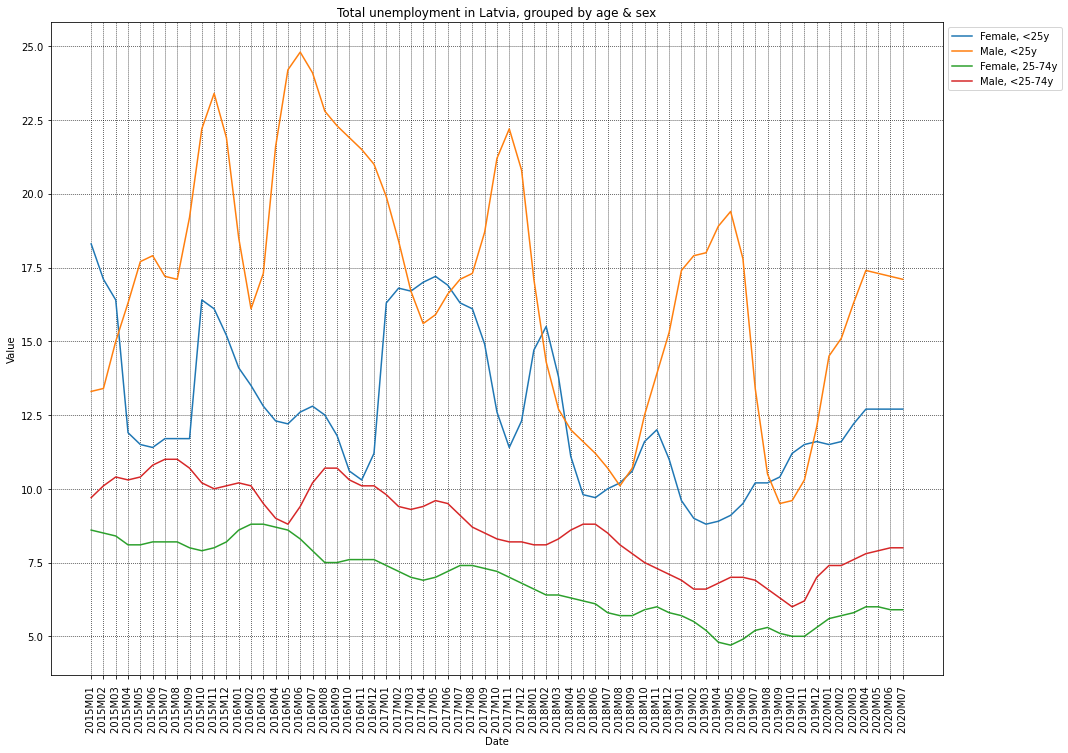 Total unemployment in Latvia, grouped by age & sex
Female, <25y
Male, <25y
Female, 25-74y
Male, <25-74y
25.0
22.5
20.0
17.5
15.0
12.5
10.0
7.5
5.0
Value
2015M01
2015M02
2015M03
2015M04
2015M05
2015M06
2015M07
2015M08
2015M09
2015M10
2015M11
2015M12
2016M01
2016M02
2016M03
2016M04
2016M05
2016M06
2016M07
2016M08
2016M09
2016M10
2016M11
2016M12
2017M01
2017M02
2017M03
2017M04
2017M05
2017M06
2017M07
2017M08
2017M09
2017M10
2017M11
2017M12
2018M01
2018M02
2018M03
2018M04
2018M05
2018M06
2018M07
2018M08
2018M09
2018M10
2018M11
2018M12
2019M01
2019M02
2019M03
2019M04
2019M05
2019M06
2019M07
2019M08
2019M09
2019M10
2019M11
2019M12
2020M01
2020M02
2020M03
2020M04
2020M05
2020M06
2020M07
Date